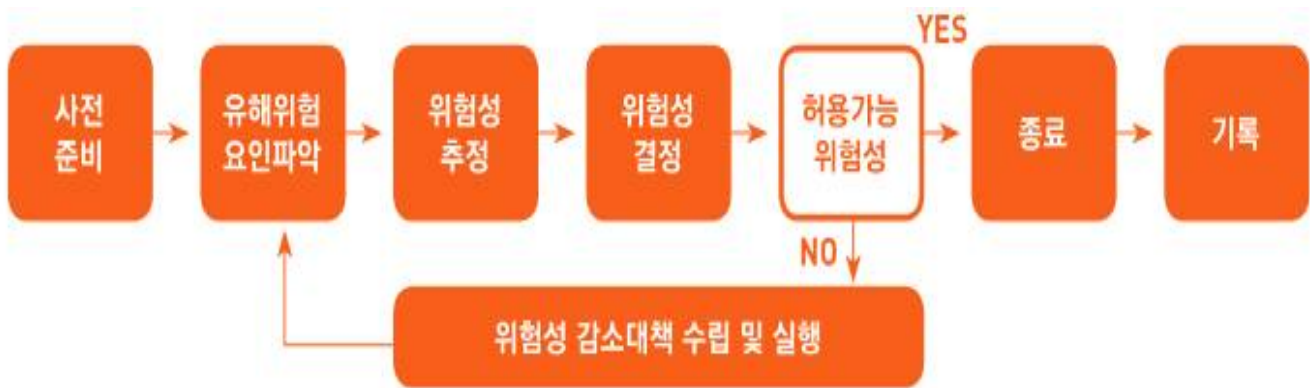 사전
준비
유해위험
요인파악
위험성
추정
위험성
결정
허용가능
위험성
YES
종료
기록
NO
위험성 감소대책 수립 및 실행